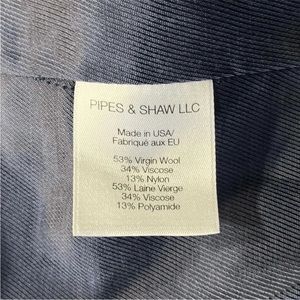 PIPES & SHAW LLC
Made in USA/
Fabriqué aux EU
53% Virgin Wool
34% Viscose
13% Nylon
53% Laine Vierge
34% Viscose
13% Polyamide